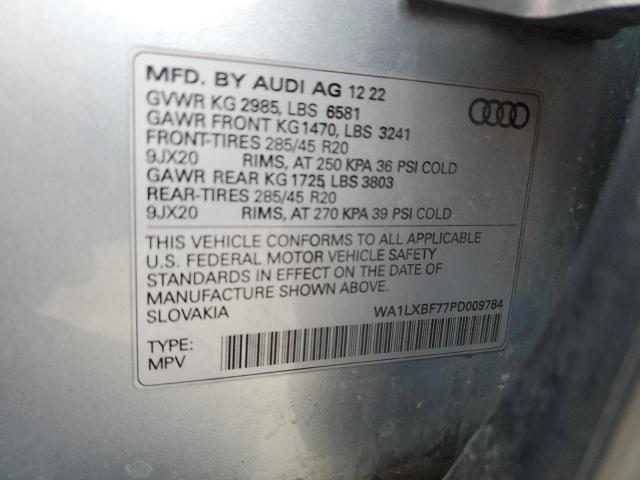 MFD. BY AUDI AG 12 22
GVWR KG 2985, LBS 6581
GAWR FRONT KG1470, LBS 3241
FRONT-TIRES 285/45 R20
9JX20 RIMS, AT 250 KPA 36 PSI COLD
GAWR REAR KG 1725 LBS 3803
REAR-TIRES 285/45 R20
9JX20 RIMS, AT 270 KPA 39 PSI COLD
THIS VEHICLE CONFORMS TO ALL APPLICABLE
U.S. FEDERAL MOTOR VEHICLE SAFETY
STANDARDS IN EFFECT ON THE DATE OF
MANUFACTURE SHOWN ABOVE.
SLOVAKIA WA1LXBF77PD009784
TYPE:
MPV